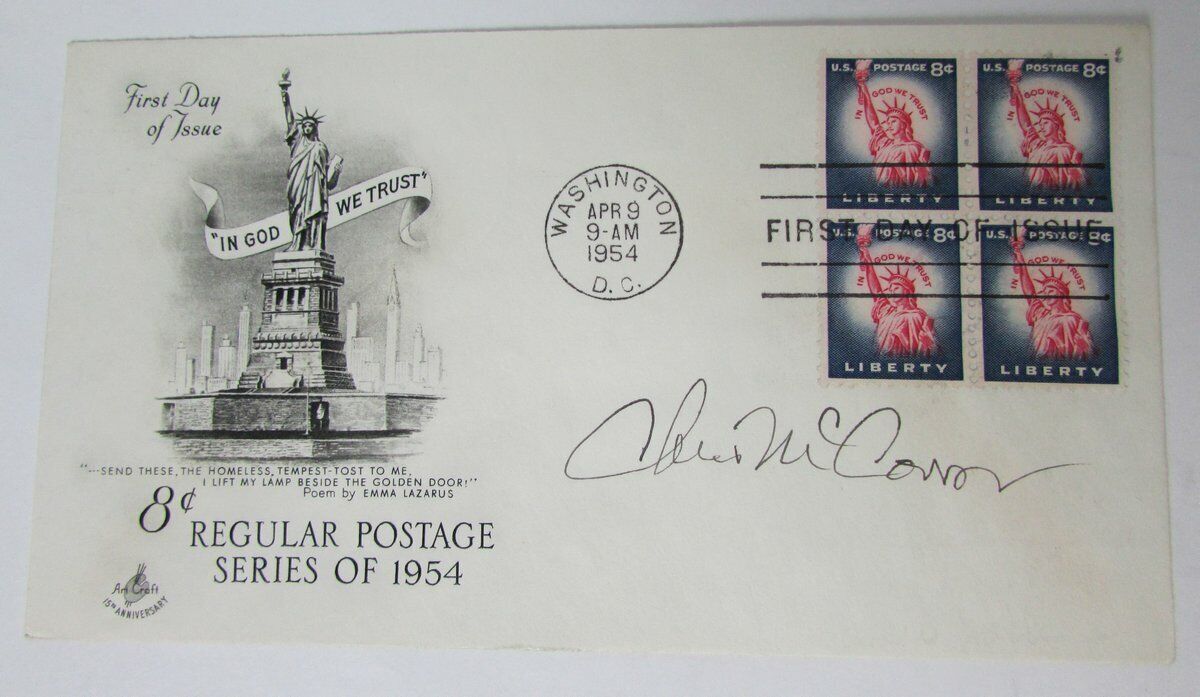 First Day
of Issue
"IN GOD WE TRUST"
"---SEND THESE, THE HOMELESS, TEMPEST-TOST TO ME,
I LIFT MY LAMP BESIDE THE GOLDEN DOOR!"
Poem by EMMA LAZARUS
8¢ REGULAR POSTAGE
SERIES OF 1954
Art Craft
15TH ANNIVERSARY
WASHINGTON
APR 9
9-AM
1954
D. C.
U.S. POSTAGE 8¢
IN GOD WE TRUST
LIBERTY
U.S. POSTAGE 8¢
IN GOD WE TRUST
LIBERTY
FIRST DAY OF ISSUE
U.S. POSTAGE 8¢
IN GOD WE TRUST
LIBERTY
U.S. POSTAGE 8¢
IN GOD WE TRUST
LIBERTY